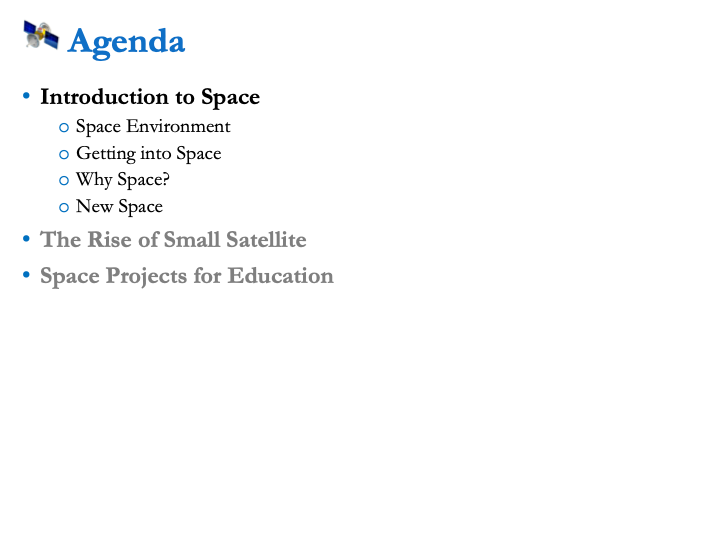 Agenda
• Introduction to Space
o Space Environment
o Getting into Space
o Why Space?
o New Space
• The Rise of Small Satellite
• Space Projects for Education